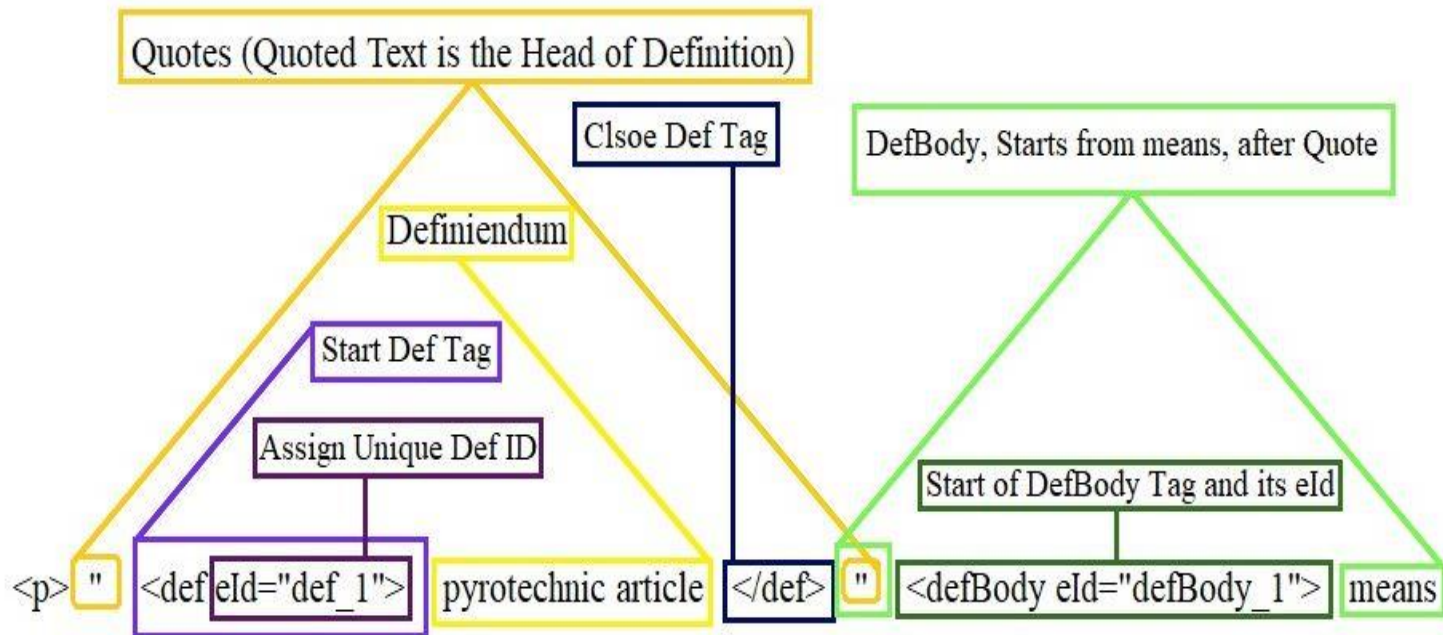 Quotes (Quoted Text is the Head of Definition)
Clsoe Def Tag
DefBody, Starts from means, after Quote
Definiendum
Start Def Tag
Assign Unique Def ID
Start of DefBody Tag and its eId
<p> " <def eId="def_1"> pyrotechnic article </def> " <defBody eId="defBody_1"> means